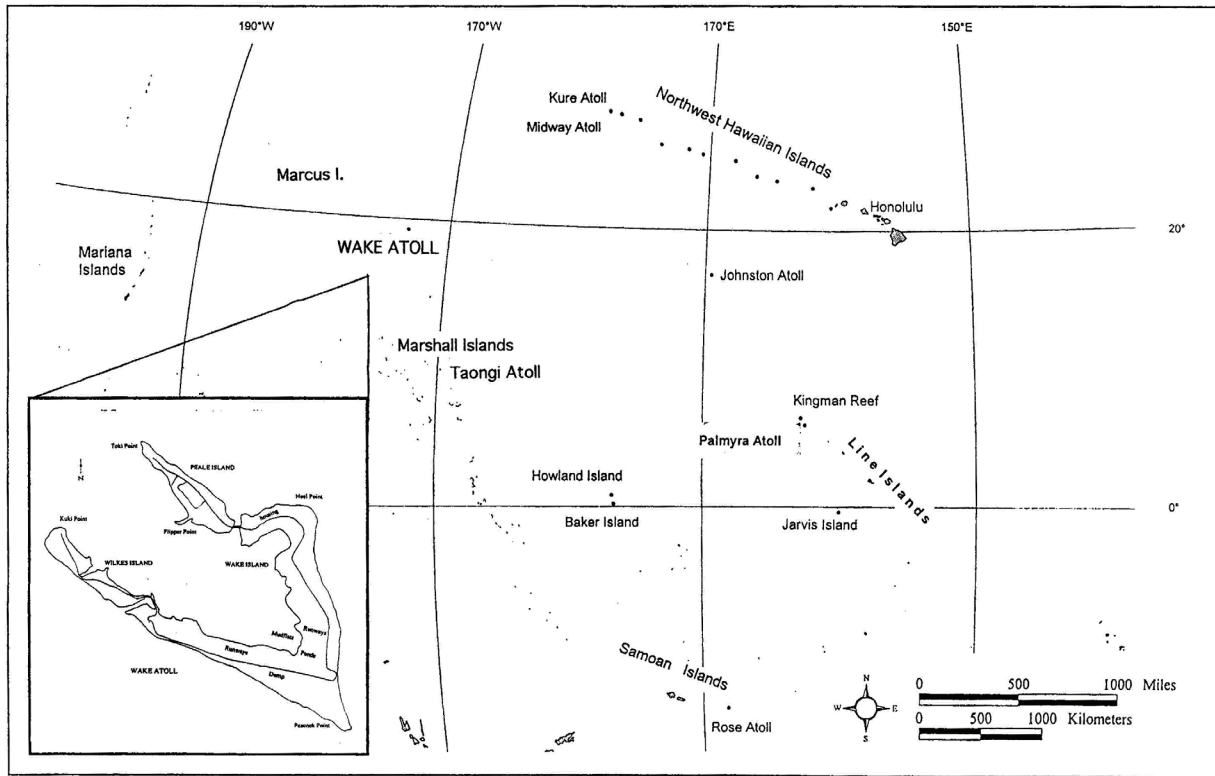 190°W
170°W
170°E
150°E
Kure Atoll
Midway Atoll
Northwest Hawaiian Islands
Marcus I.
Honolulu
20°
WAKE ATOLL
Mariana
Islands
Johnston Atoll
Marshall Islands
Taongi Atoll
Kingman Reef
Palmyra Atoll
Line Islands
Howland Island
Baker Island
Jarvis Island
0°
Samoan Islands
Rose Atoll
N
W
E
S
0
500
1000 Miles
0
500
1000
Kilometers
Toki Point
PEALE ISLAND
N
Heel Point
Kuki Point
Flipper Point
Housing
WILKES ISLAND
WAKE ISLAND
Mudflats
Runways
Runways
Ponds
WAKE ATOLL
Dump
Peacock Point